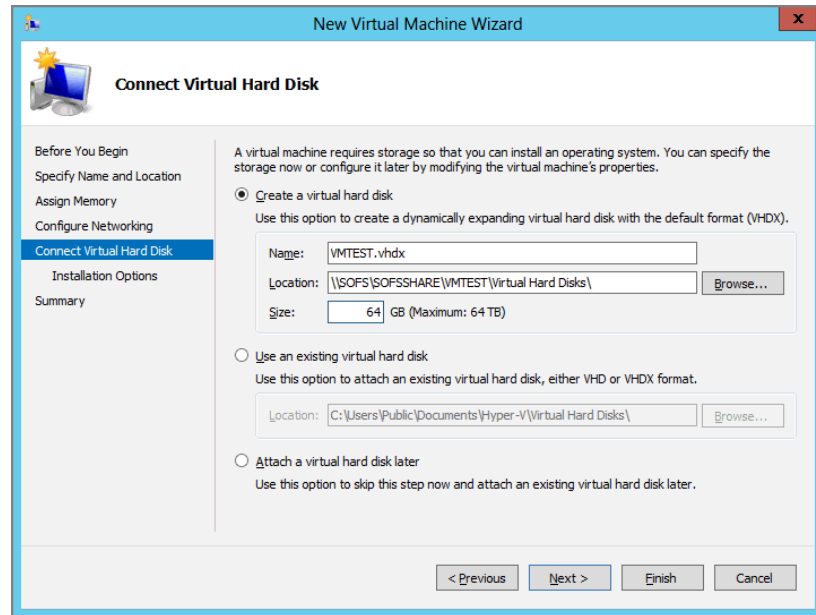 New Virtual Machine Wizard
x
Connect Virtual Hard Disk
Before You Begin
Specify Name and Location
Assign Memory
Configure Networking
Connect Virtual Hard Disk
Installation Options
Summary
A virtual machine requires storage so that you can install an operating system. You can specify the
storage now or configure it later by modifying the virtual machine's properties.
Create a virtual hard disk
Use this option to create a dynamically expanding virtual hard disk with the default format (VHDX).
Name: VMTEST.vhdx
Location: \\SOFS\SOFSSHARE\VMTEST\Virtual Hard Disks\ Browse...
Size: 64 GB (Maximum: 64 TB)
Use an existing virtual hard disk
Use this option to attach an existing virtual hard disk, either VHD or VHDX format.
Location: C:\Users\Public\Documents\Hyper-V\Virtual Hard Disks\ Browse...
Attach a virtual hard disk later
Use this option to skip this step now and attach an existing virtual hard disk later.
< Previous Next > Finish Cancel